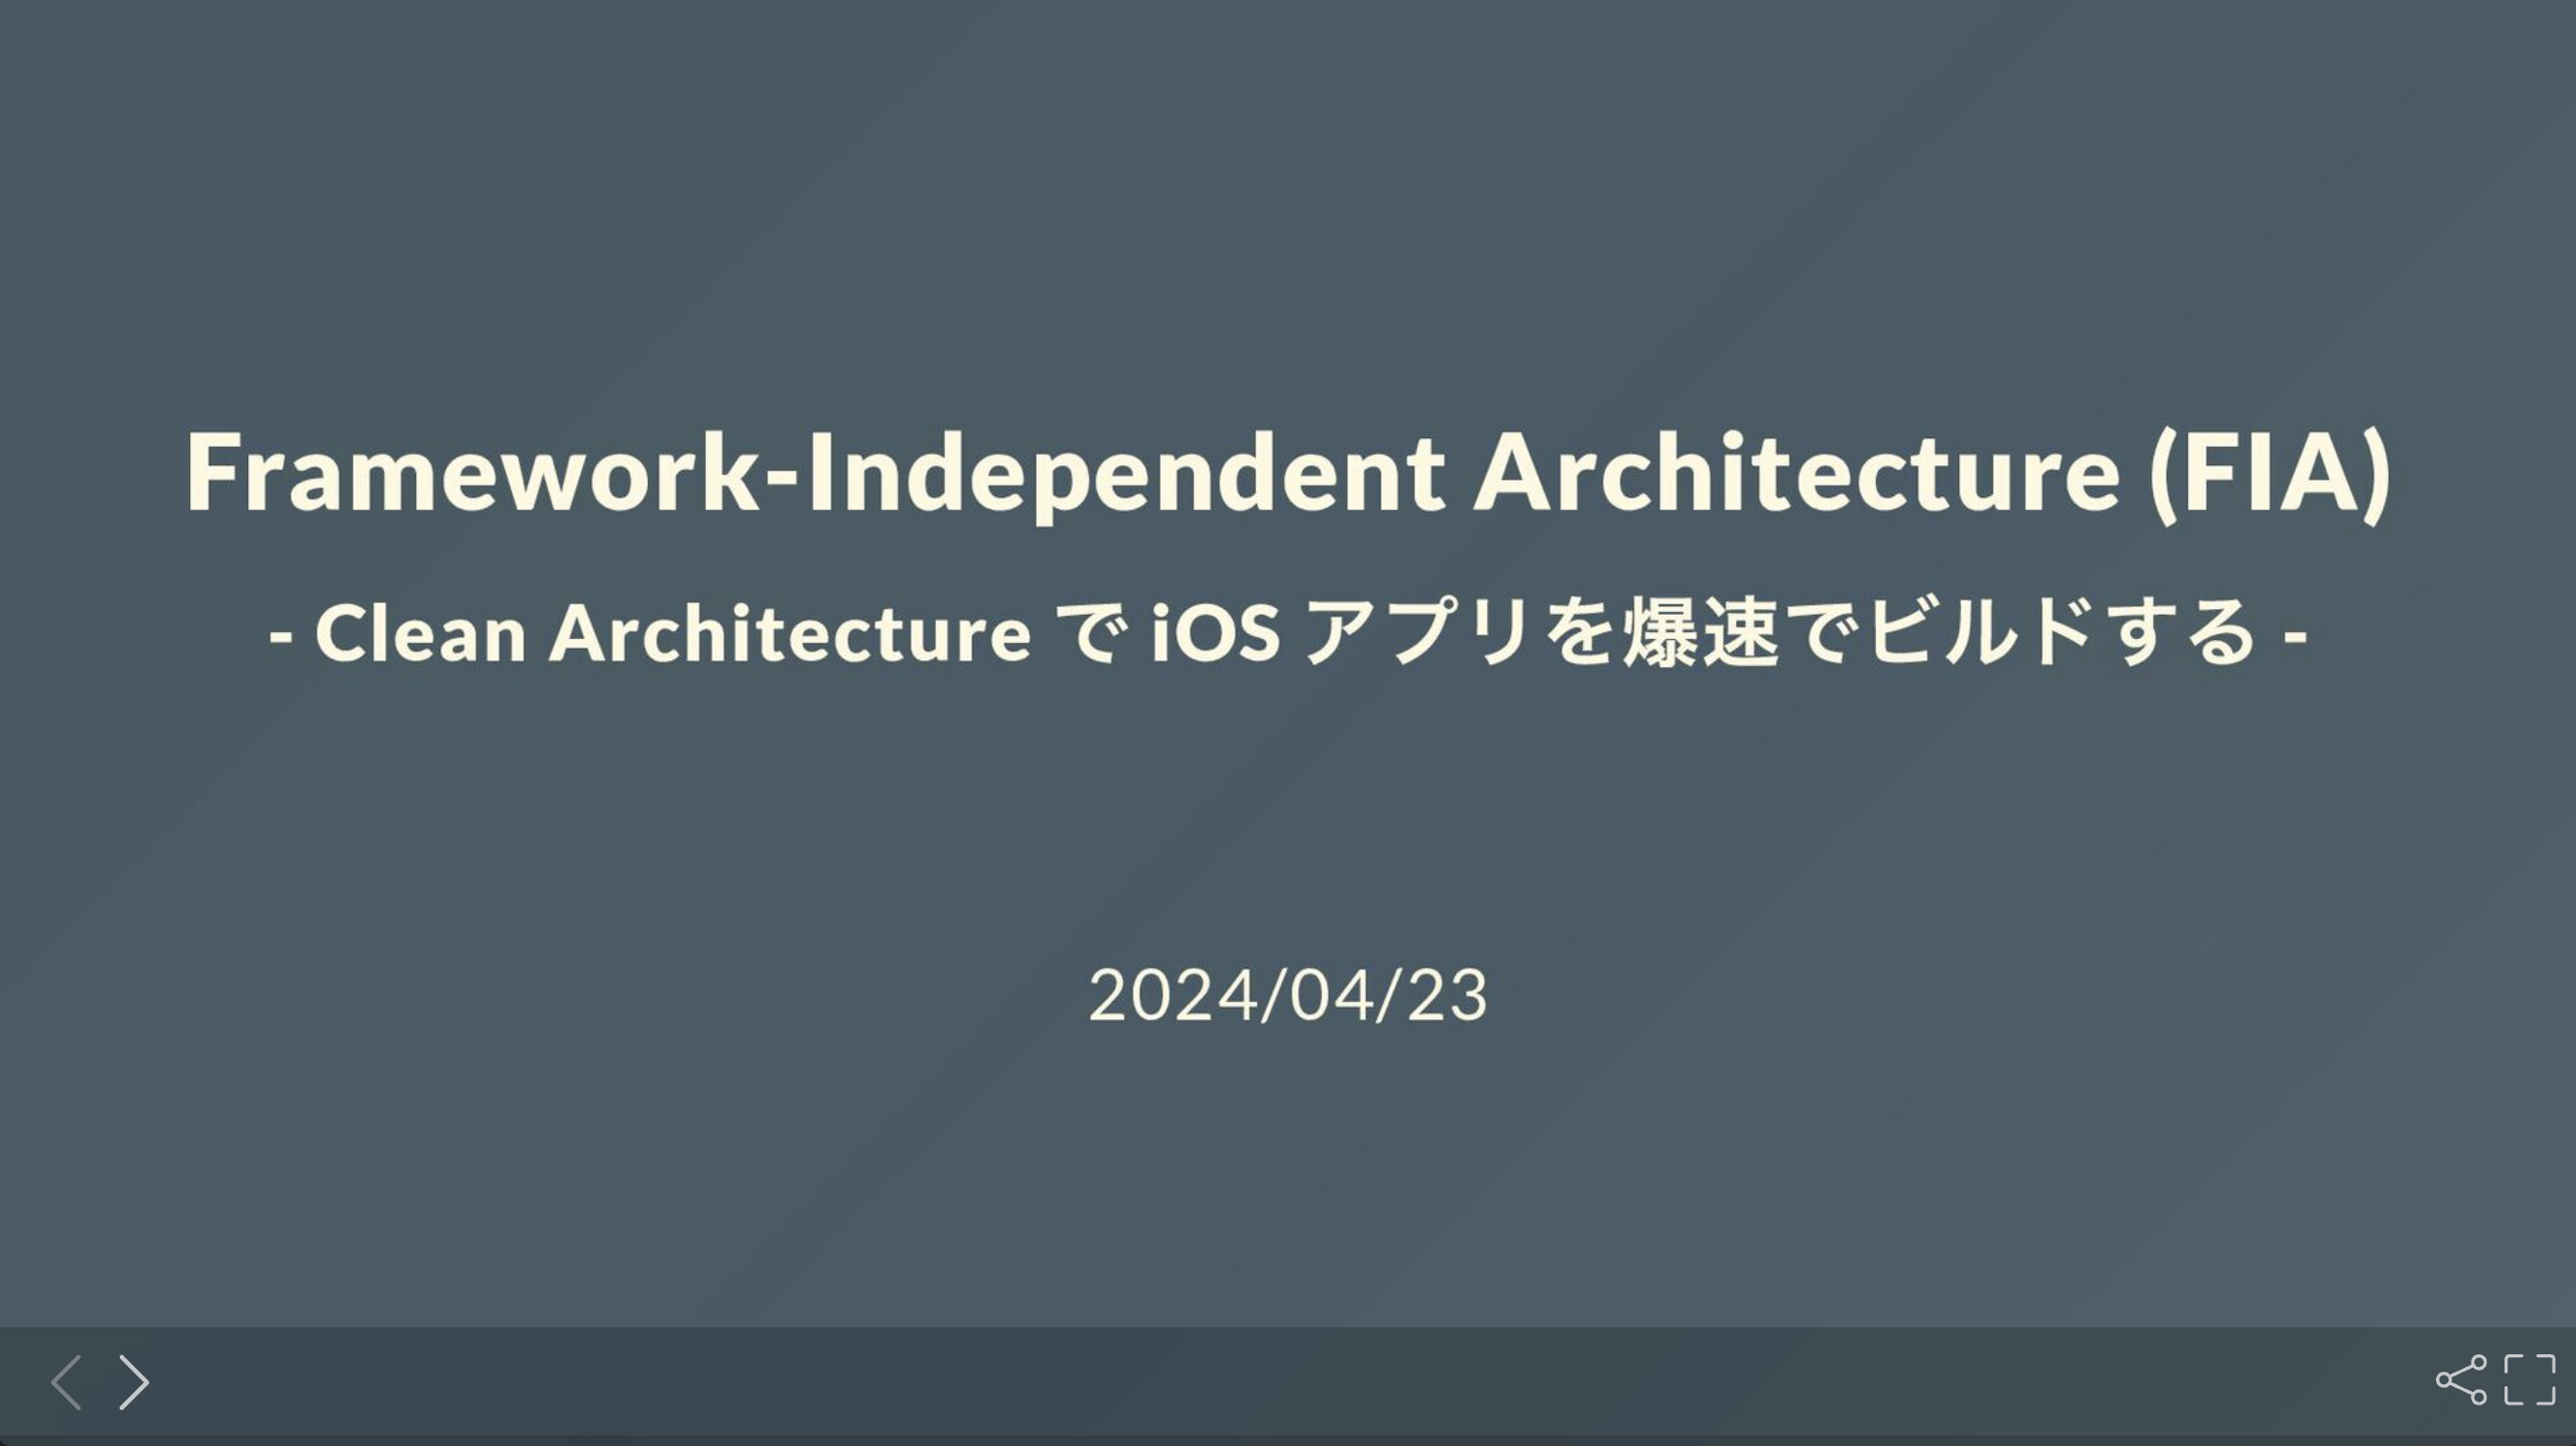 Framework-Independent Architecture (FIA)
- Clean Architecture で iOS アプリを爆速でビルドする -
2024/04/23